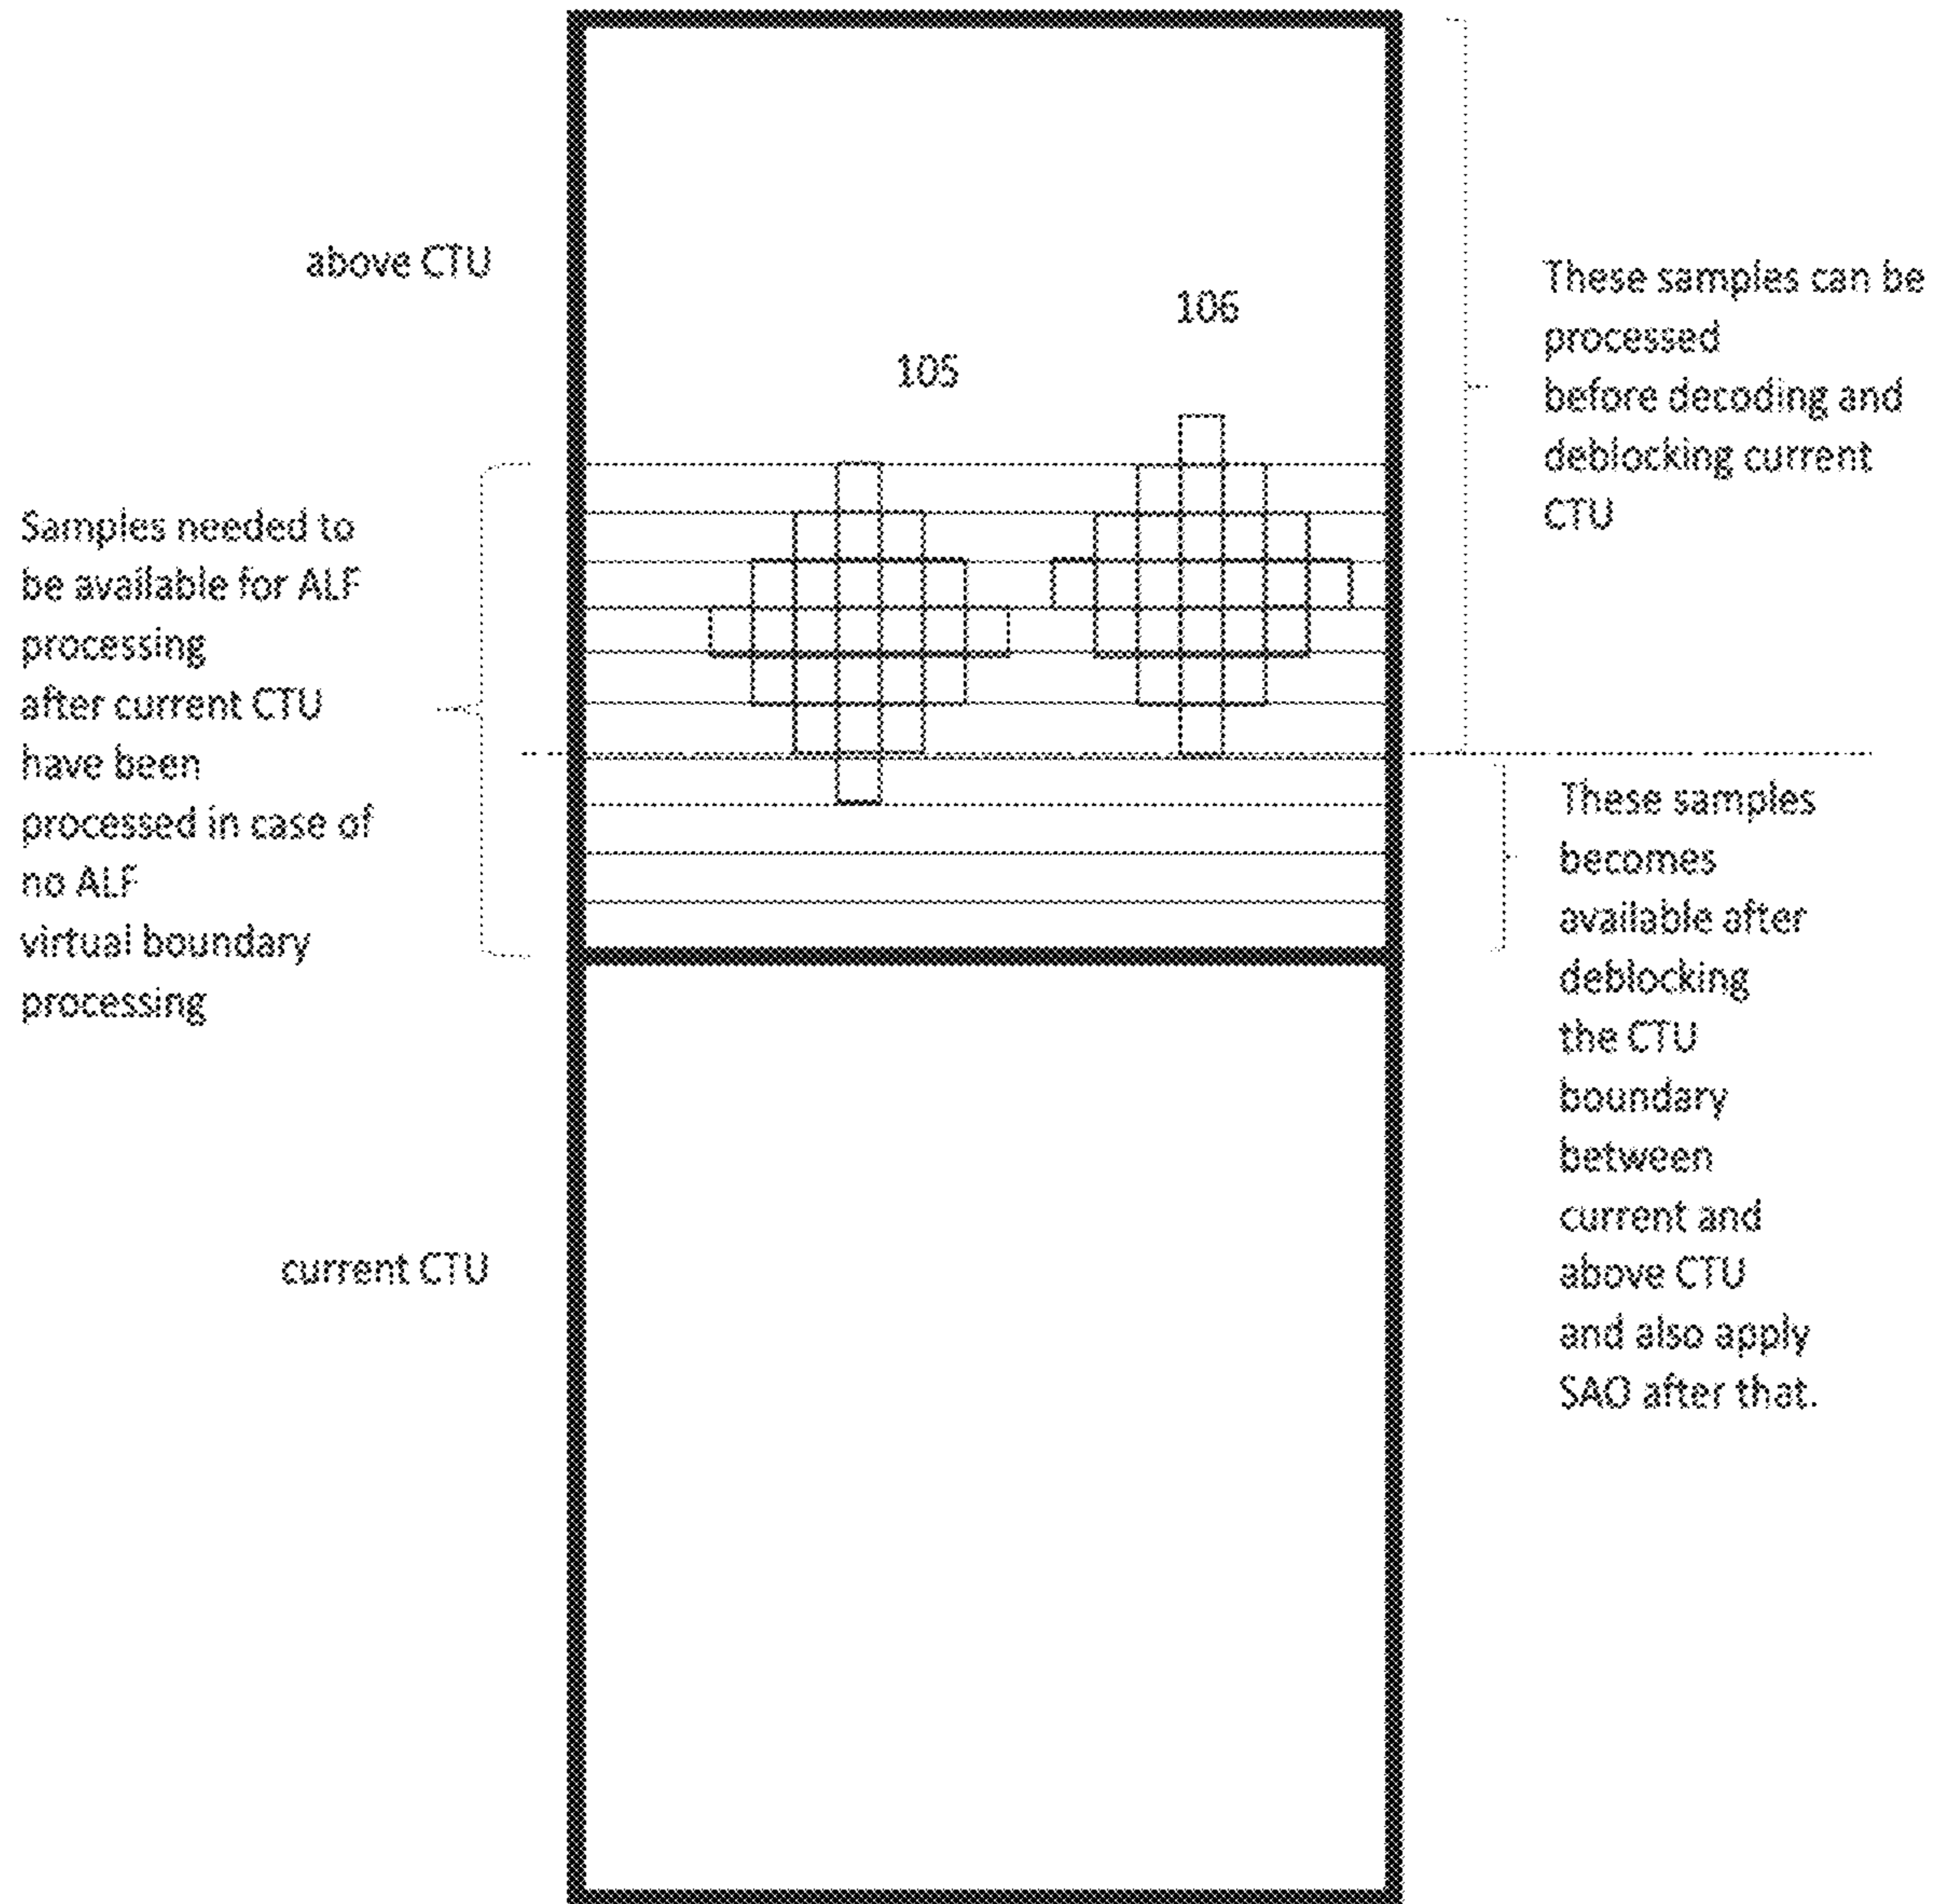 above CTU
106
105
These samples can be
processed
before decoding and
deblocking current
CTU
Samples needed to
be available for ALF
processing
after current CTU
have been
processed in case of
no ALF
virtual boundary
processing
These samples
becomes
available after
deblocking
the CTU
boundary
between
current and
above CTU
and also apply
SAO after that.
current CTU